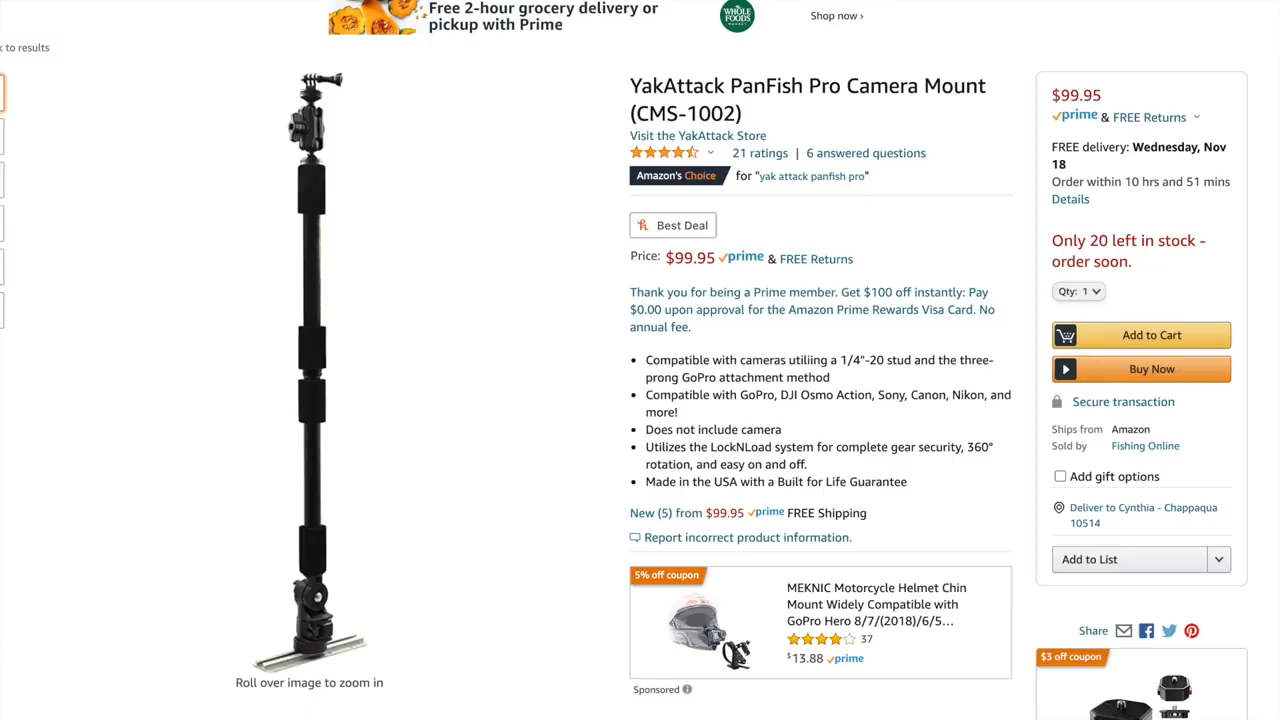 Free 2-hour grocery delivery or
pickup with Prime
WHOLE
FOODS
MARKET
Shop now ›
k to results
YakAttack PanFish Pro Camera Mount
(CMS-1002)
Visit the YakAttack Store
21 ratings | 6 answered questions
Amazon's Choice for "yak attack panfish pro"
Best Deal
Price: $99.95 prime & FREE Returns
Thank you for being a Prime member. Get $100 off instantly: Pay
$0.00 upon approval for the Amazon Prime Rewards Visa Card. No
annual fee.
• Compatible with cameras utiliing a 1/4"-20 stud and the three-
prong GoPro attachment method
• Compatible with GoPro, DJI Osmo Action, Sony, Canon, Nikon, and
more!
• Does not include camera
• Utilizes the LockNLoad system for complete gear security, 360°
rotation, and easy on and off.
• Made in the USA with a Built for Life Guarantee
New (5) from $99.95 prime FREE Shipping
Report incorrect product information.
5% off coupon
MEKNIC Motorcycle Helmet Chin
Mount Widely Compatible with
GoPro Hero 8/7/(2018)/6/5...
37
$13.88 prime
Sponsored
Roll over image to zoom in
$99.95
prime & FREE Returns
FREE delivery: Wednesday, Nov
18
Order within 10 hrs and 51 mins
Details
Only 20 left in stock -
order soon.
Qty: 1
Add to Cart
Buy Now
Secure transaction
Ships from Amazon
Sold by Fishing Online
Add gift options
Deliver to Cynthia - Chappaqua
10514
Add to List
Share
$3 off coupon